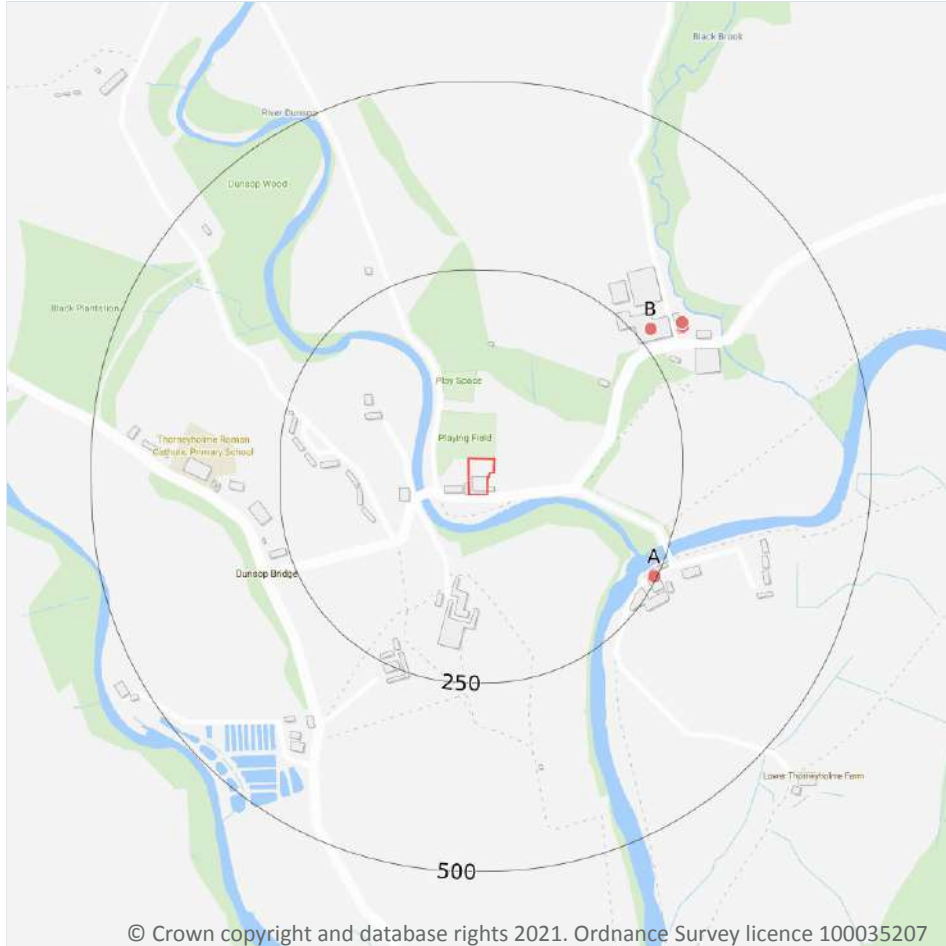 Black Brook
River Dunsop
Dunsop Wood
Black Plantation
B
Play Space
Playing Field
Thorneyholme Roman
Catholic Primary School
A
Dunsop Bridge
250
Lower Thorneyholme Farm
500
© Crown copyright and database rights 2021. Ordnance Survey licence 100035207